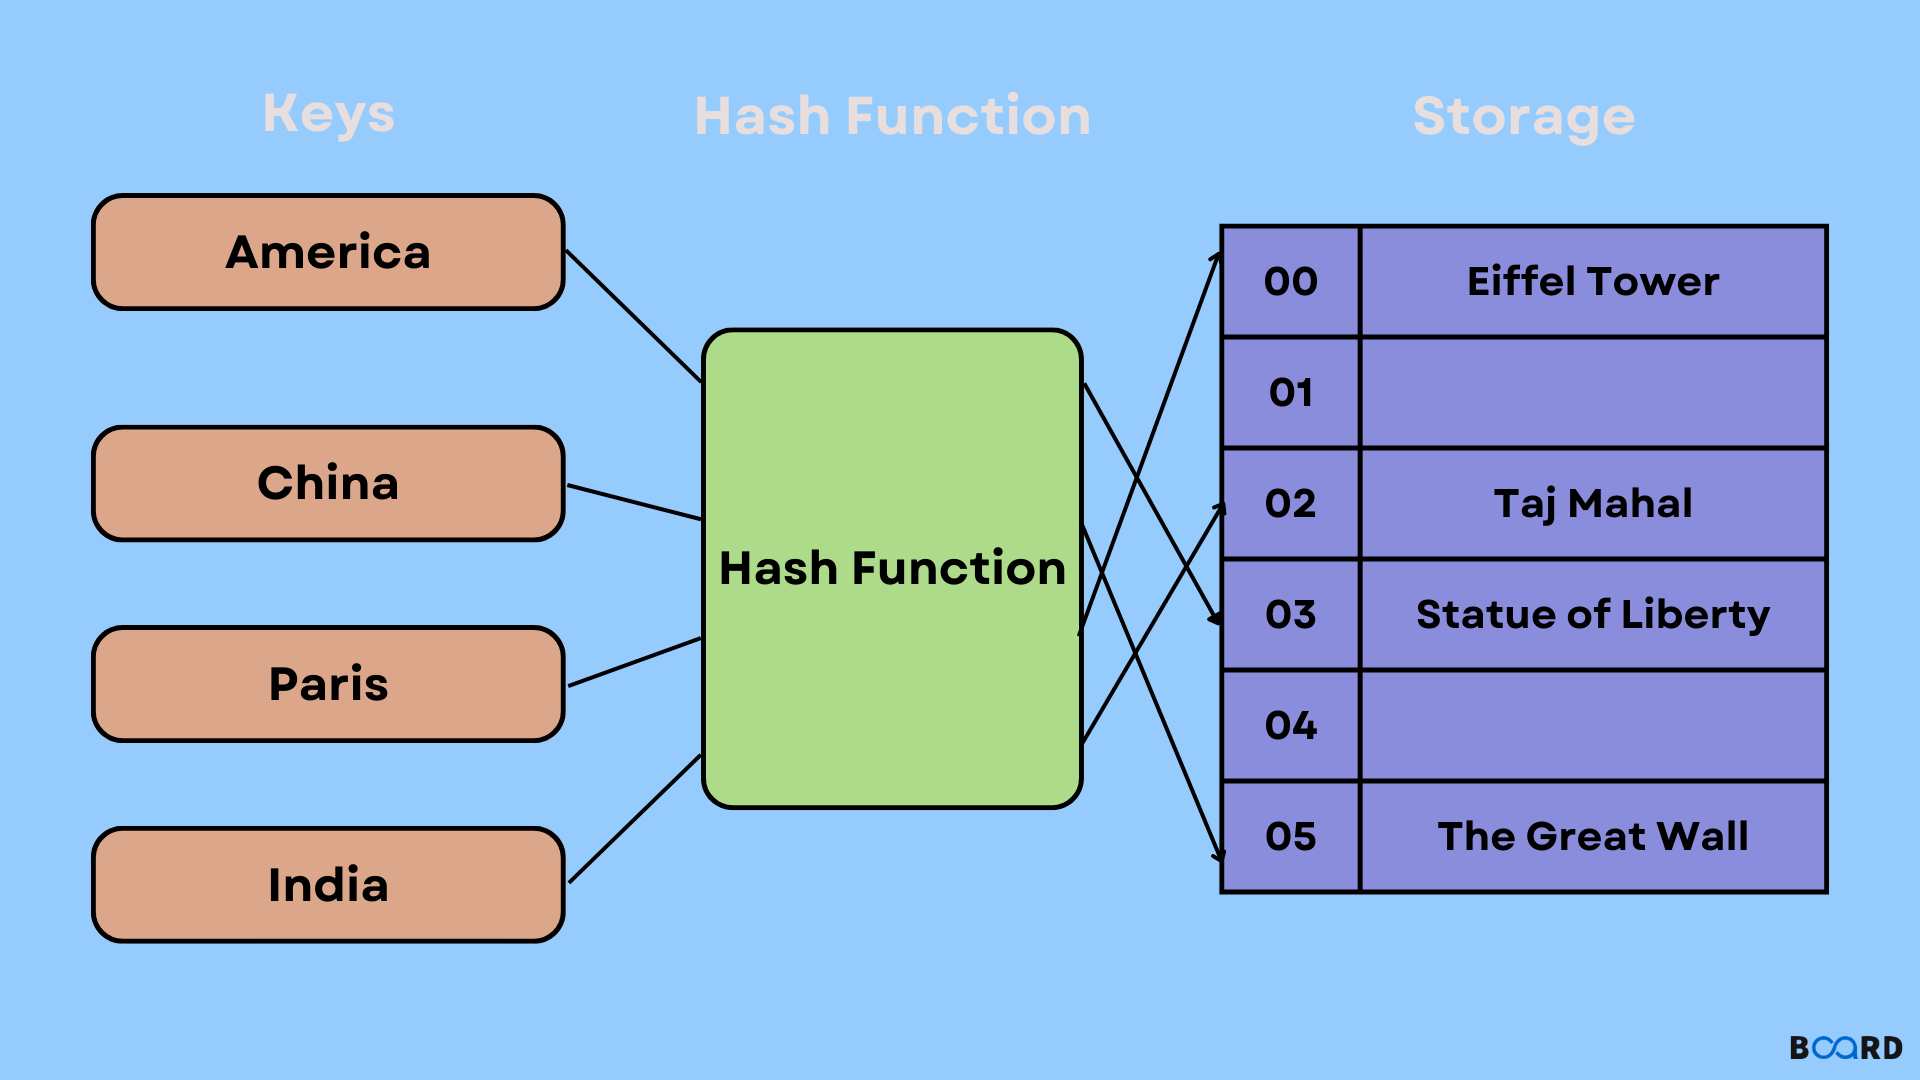 Keys
Hash Function
Storage
America
China
Paris
India
Hash Function
00 Eiffel Tower
01
02 Taj Mahal
03 Statue of Liberty
04
05 The Great Wall
BOARD